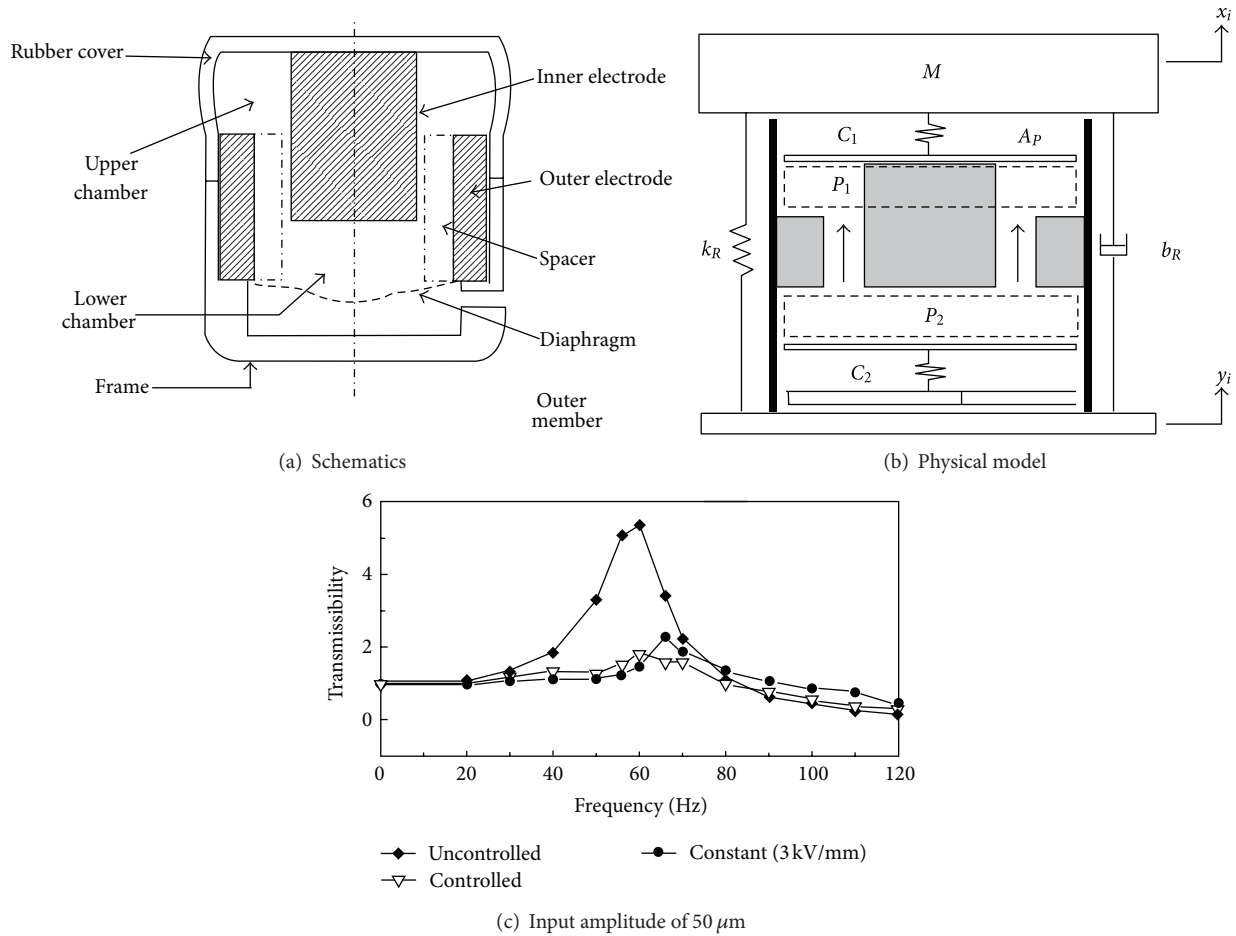 Rubber cover
Upper
chamber
Lower
chamber
Frame
Inner electrode
Outer electrode
Spacer
Diaphragm
Outer
member
(a) Schematics
x_i
M
C_1
A_P
P_1
k_R
b_R
P_2
C_2
y_i
(b) Physical model
Transmissibility
6
4
2
0
0 20 40 60 80 100 120
Frequency (Hz)
Uncontrolled
Controlled
Constant (3 kV/mm)
(c) Input amplitude of 50 μm